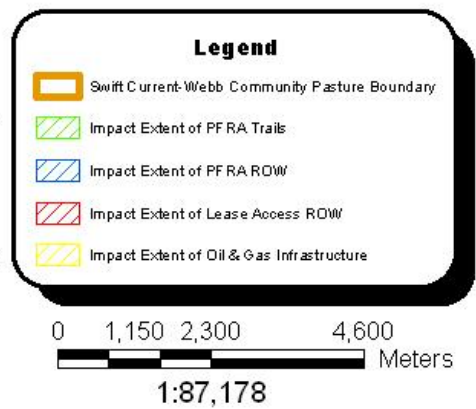 Legend
Swift Current-Webb Community Pasture Boundary
Impact Extent of PFRA Trails
Impact Extent of PFRA ROW
Impact Extent of Lease Access ROW
Impact Extent of Oil & Gas Infrastructure
0 1,150 2,300 4,600
Meters
1:87,178